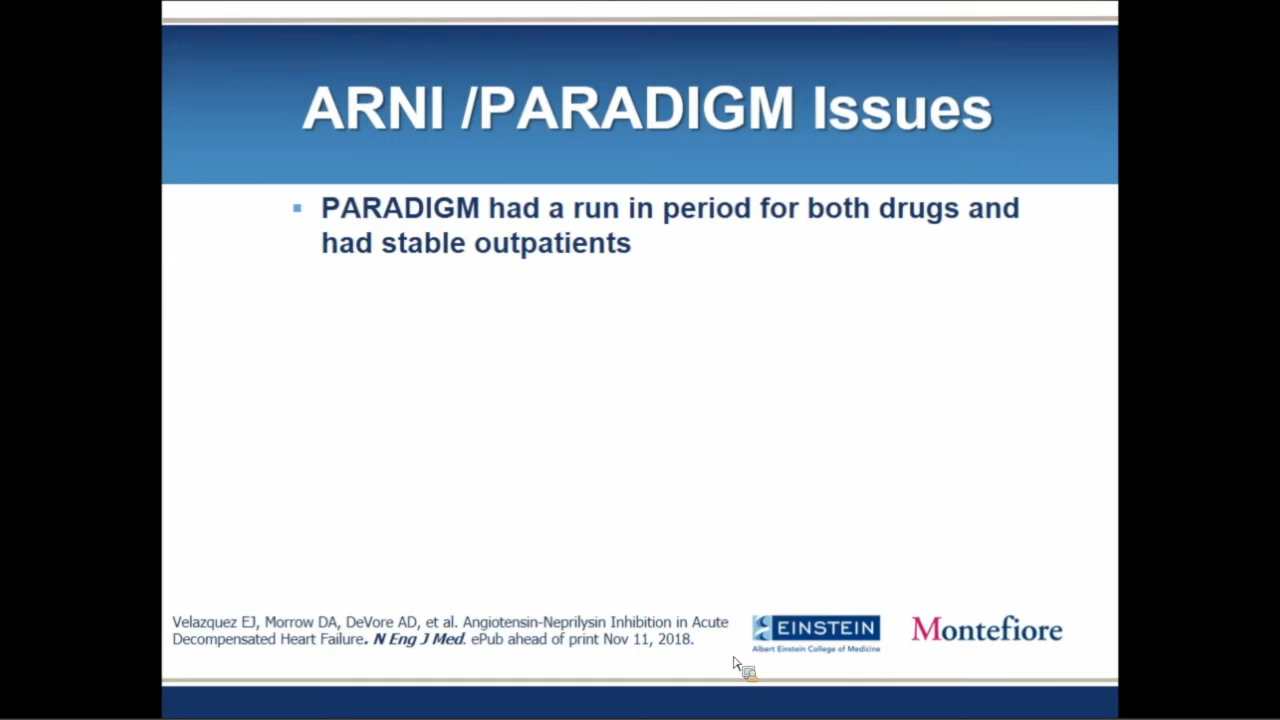 ARNI /PARADIGM Issues
PARADIGM had a run in period for both drugs and
had stable outpatients
Velazquez EJ, Morrow DA, DeVore AD, et al. Angiotensin-Neprilysin Inhibition in Acute
Decompensated Heart Failure. N Eng J Med. ePub ahead of print Nov 11, 2018.
EINSTEIN
Albert Einstein College of Medicine
Montefiore